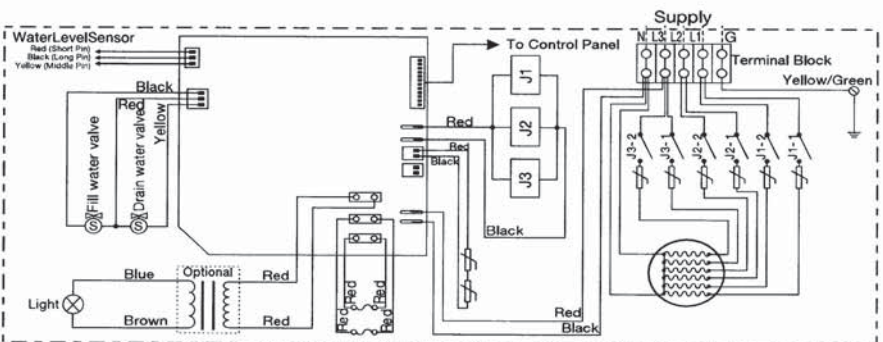 Supply
WaterLevelSensor
Red (Short Pin)
Black (Long Pin)
Yellow (Middle Pin)
To Control Panel
N L3 L2 L1 G
Terminal Block
Yellow/Green
Black
Red
Yellow
Fill water valve
Drain water valve
Red
Red
Black
J1
J2
J3
Black
J3-2
J3-1
J2-2
J2-1
J1-2
J1-1
Light
Blue
Brown
Optional
Red
Red
Red
Red
Red
Red
Red
Black